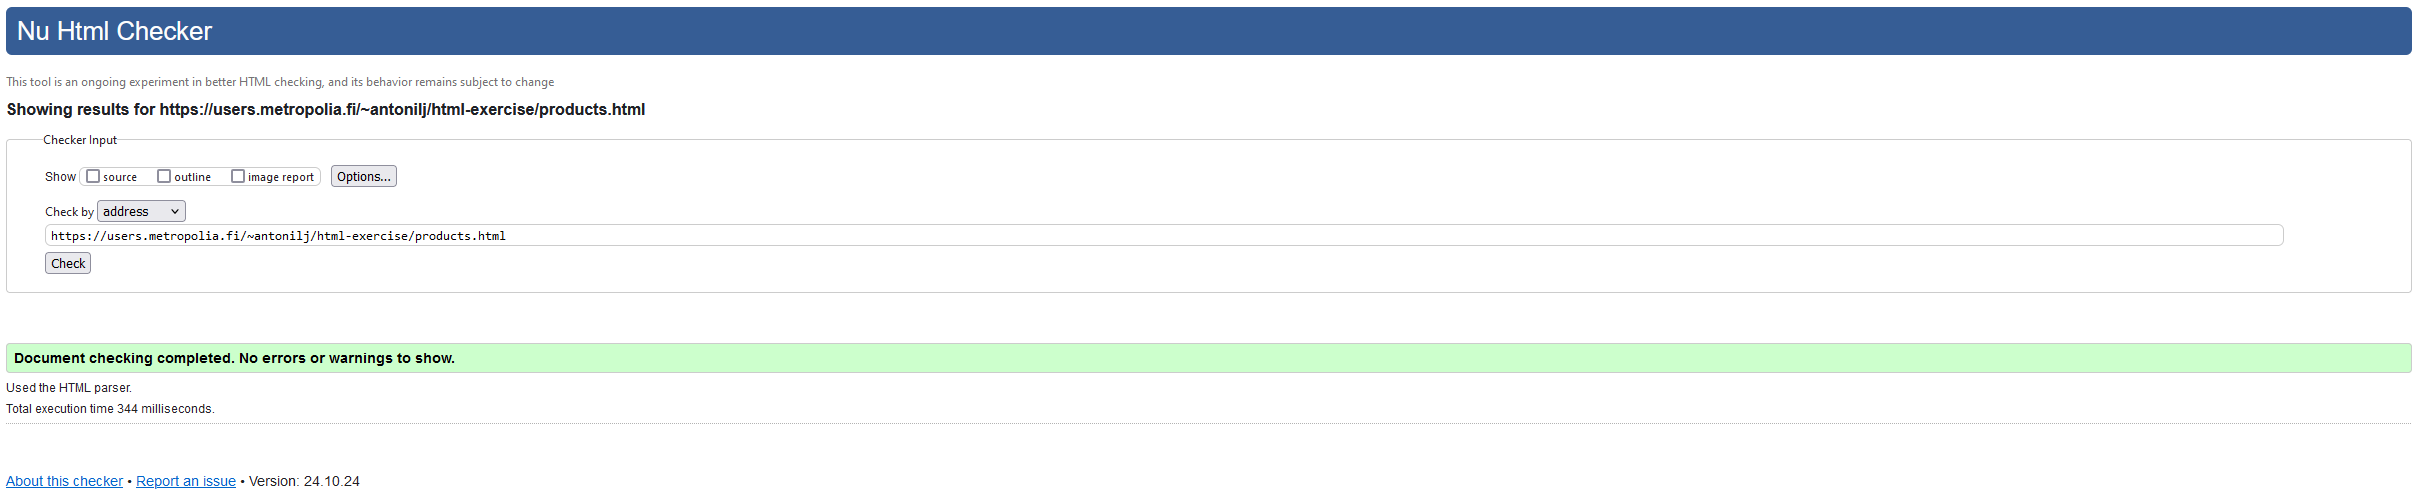 Nu Html Checker
This tool is an ongoing experiment in better HTML checking, and its behavior remains subject to change
Showing results for https://users.metropolia.fi/~antonilj/html-exercise/products.html
Checker Input
Show source outline image report Options...
Check by address
https://users.metropolia.fi/~antonilj/html-exercise/products.html
Check
Document checking completed. No errors or warnings to show.
Used the HTML parser.
Total execution time 344 milliseconds.
About this checker • Report an issue • Version: 24.10.24